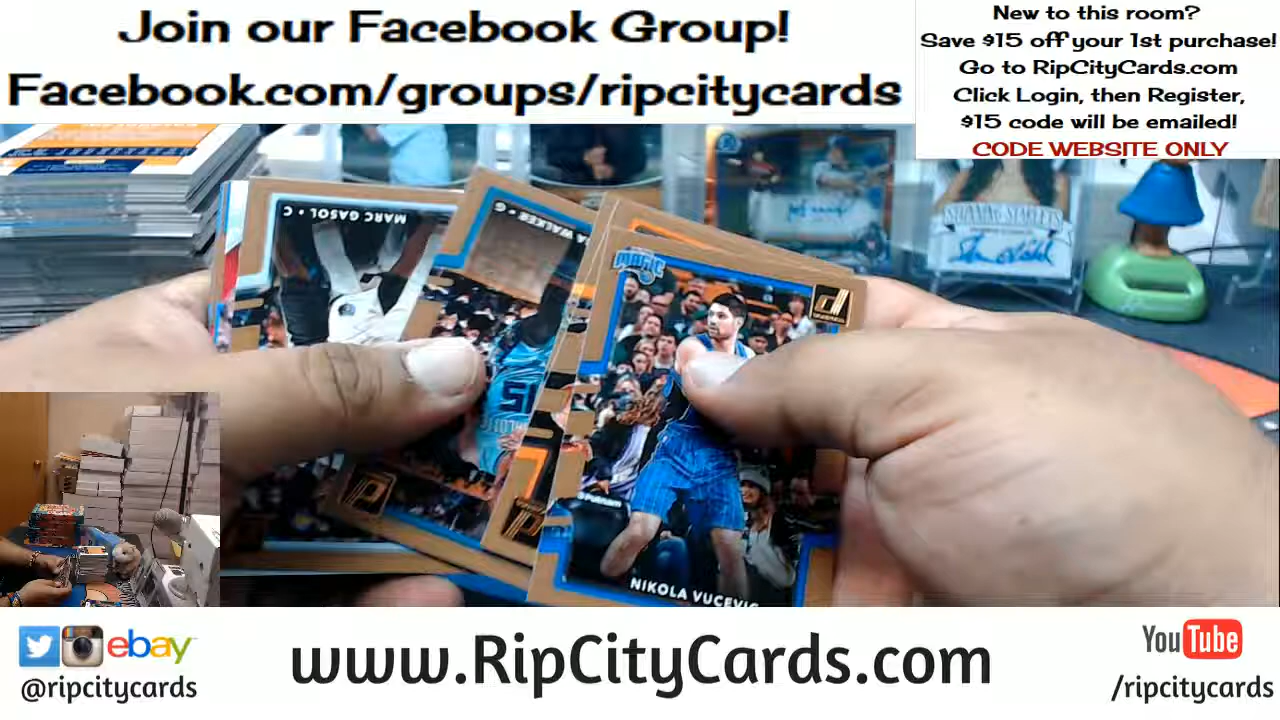 Join our Facebook Group!
Facebook.com/groups/ripcitycards
New to this room?
Save $15 off your 1st purchase!
Go to RipCityCards.com
Click Login, then Register,
$15 code will be emailed!
CODE WEBSITE ONLY
MARC GASOL • C
A WALKER • G
MAGIC
NIKOLA VUCEVIC
ebay
@ripcitycards
www.RipCityCards.com
YouTube
/ripcitycards